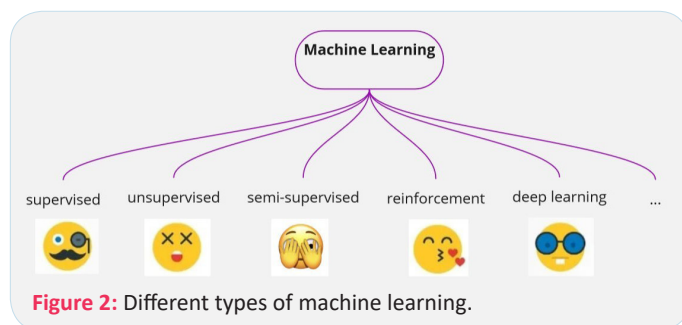 Machine Learning
supervised unsupervised semi-supervised reinforcement deep learning ...
Figure 2: Different types of machine learning.